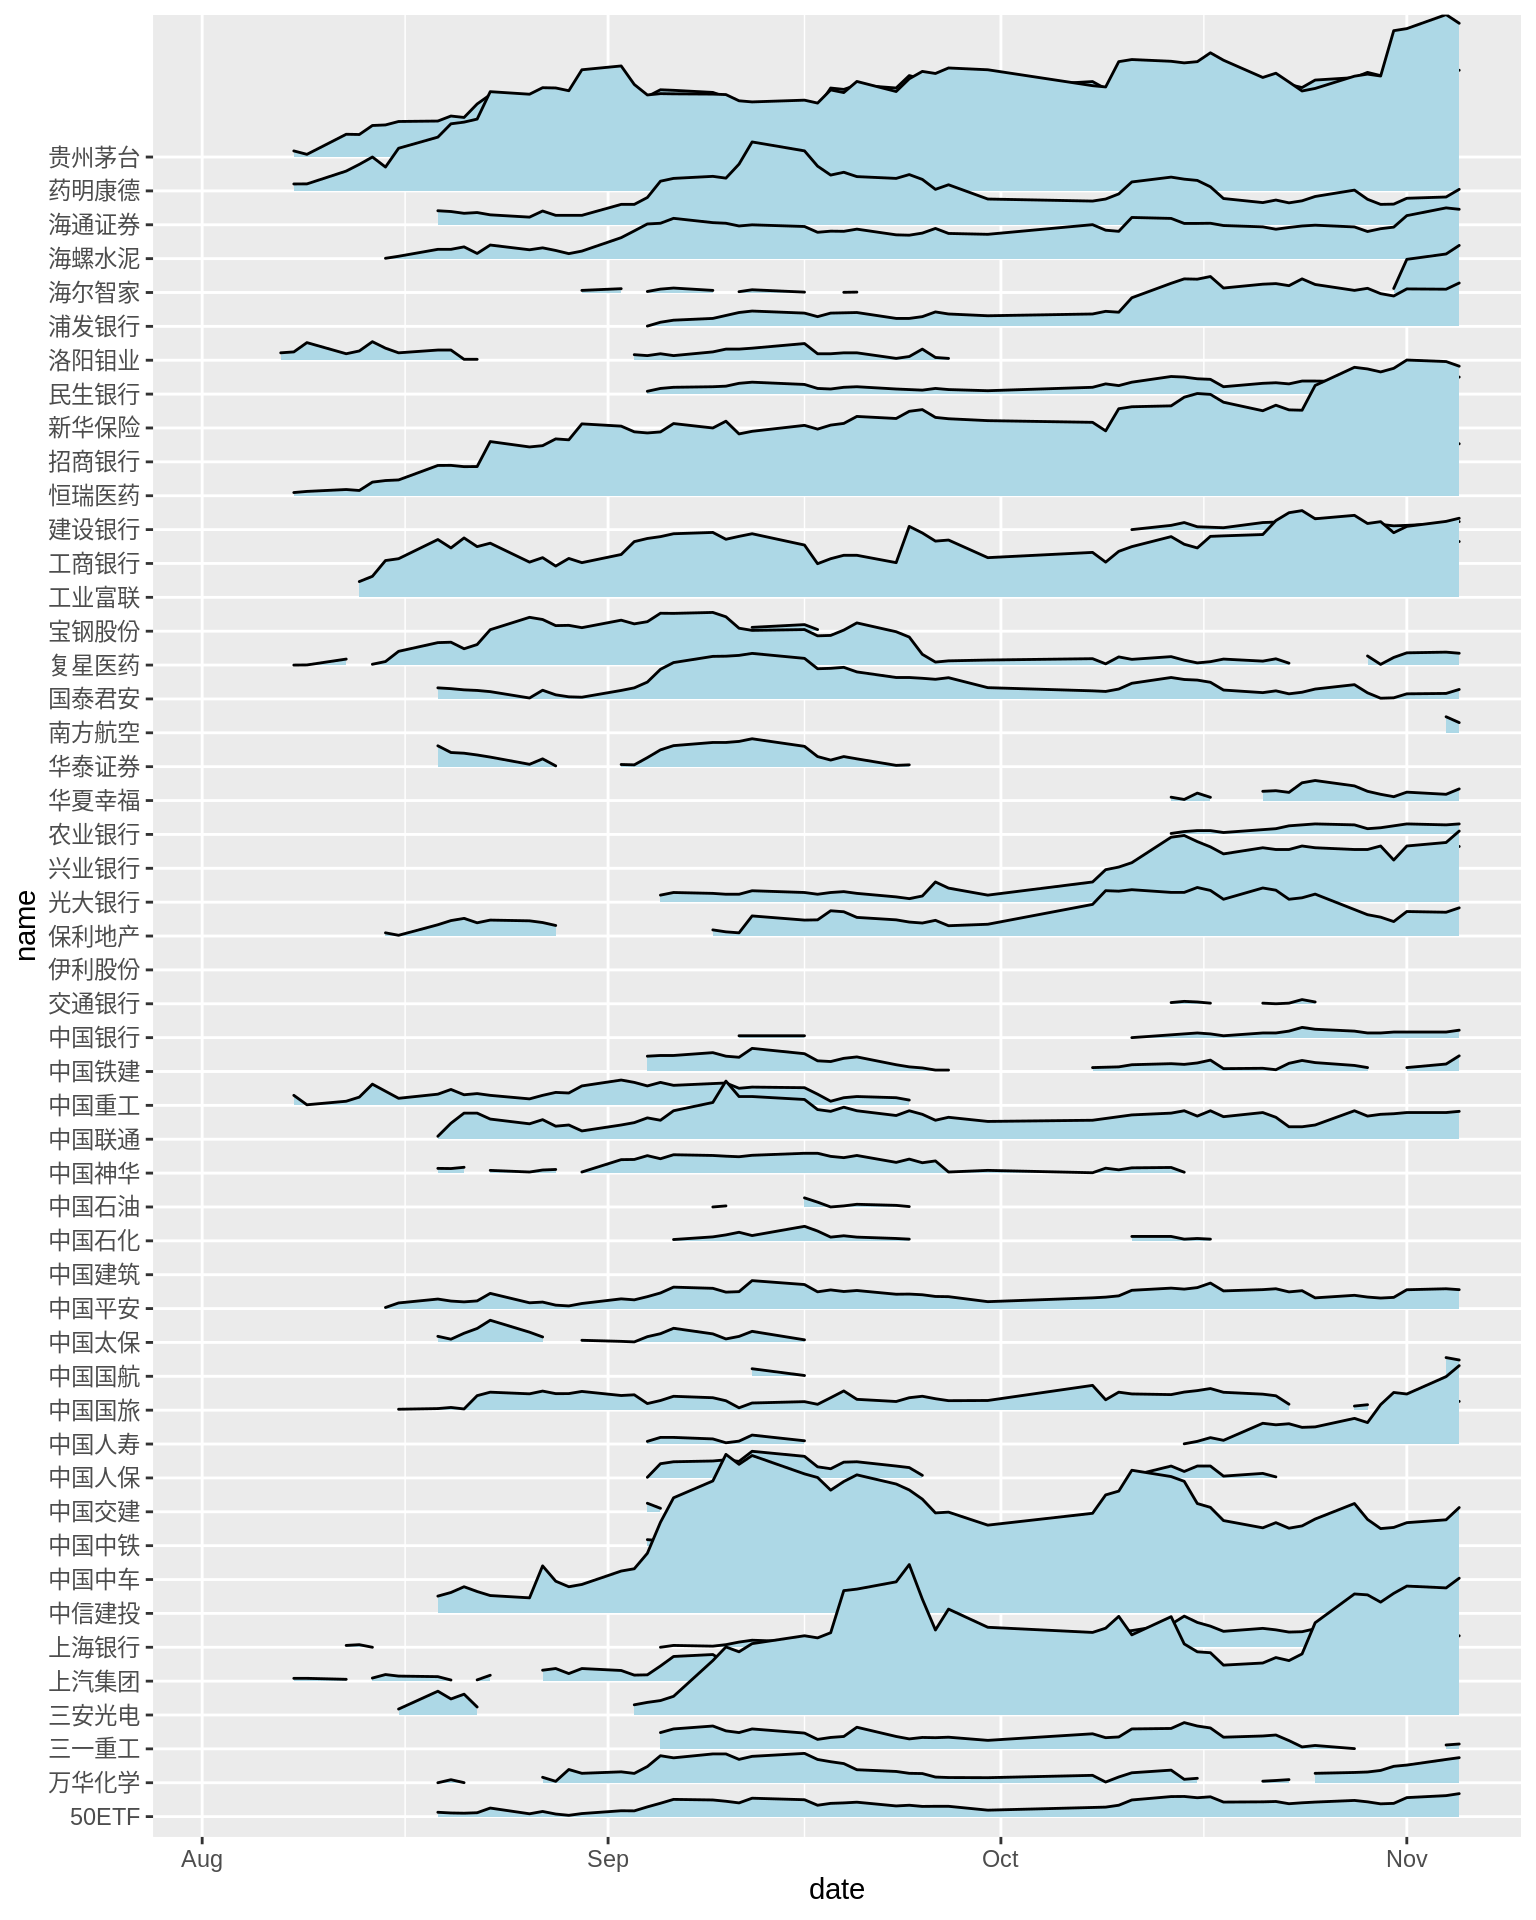 贵州茅台
药明康德
海通证券
海螺水泥
海尔智家
浦发银行
洛阳钼业
民生银行
新华保险
招商银行
恒瑞医药
建设银行
工商银行
工业富联
宝钢股份
复星医药
国泰君安
南方航空
华泰证券
华夏幸福
农业银行
兴业银行
光大银行
保利地产
伊利股份
交通银行
中国银行
中国铁建
中国重工
中国联通
中国神华
中国石油
中国石化
中国建筑
中国平安
中国太保
中国国航
中国国旅
中国人寿
中国人保
中国交建
中国中铁
中国中车
中信建投
上海银行
上汽集团
三安光电
三一重工
万华化学
50ETF
name
Aug Sep Oct Nov
date